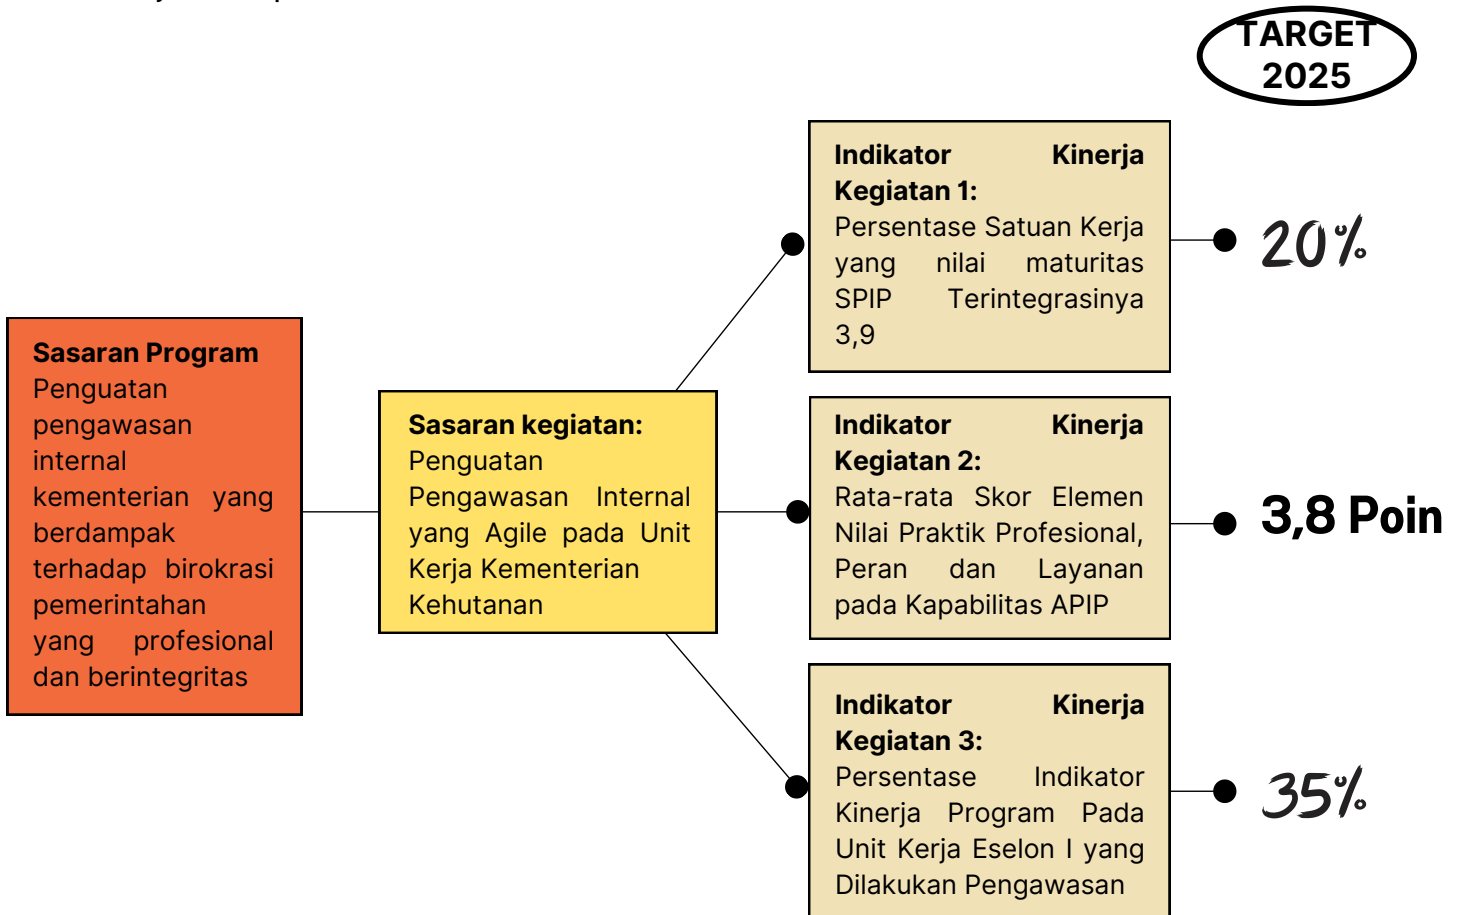 TARGET
2025
Sasaran Program
Penguatan
pengawasan
internal
kementerian yang
berdampak
terhadap birokrasi
pemerintahan
yang profesional
dan berintegritas
Sasaran kegiatan:
Penguatan
Pengawasan Internal
yang Agile pada Unit
Kerja Kementerian
Kehutanan
Indikator Kinerja
Kegiatan 1:
Persentase Satuan Kerja
yang nilai maturitas
SPIP Terintegrasinya
3,9
20%
Indikator Kinerja
Kegiatan 2:
Rata-rata Skor Elemen
Nilai Praktik Profesional,
Peran dan Layanan
pada Kapabilitas APIP
3,8 Poin
Indikator Kinerja
Kegiatan 3:
Persentase Indikator
Kinerja Program Pada
Unit Kerja Eselon I yang
Dilakukan Pengawasan
35%